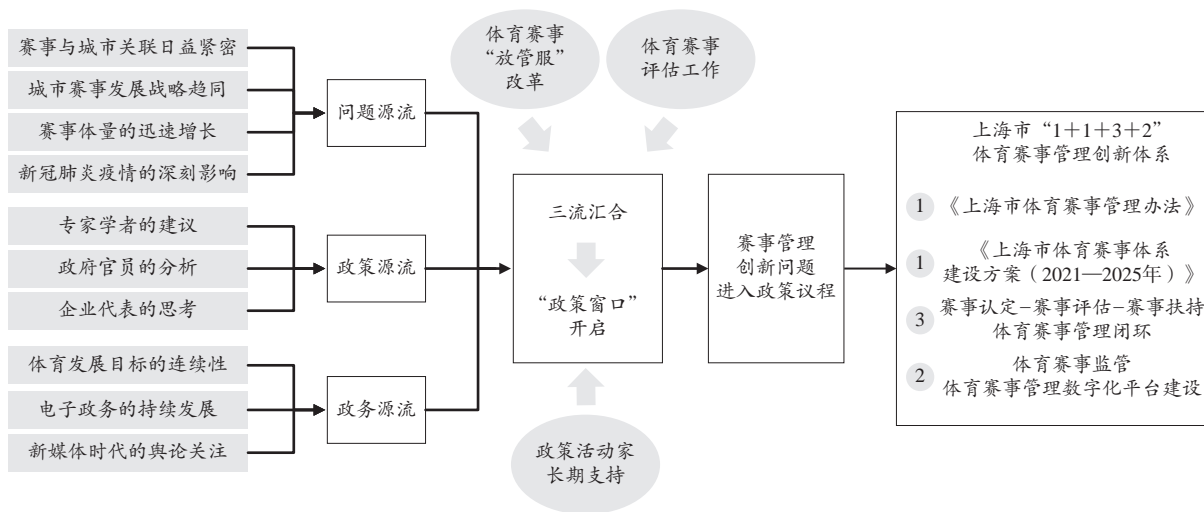 赛事与城市关联日益紧密
城市赛事发展战略趋同
赛事体量的迅速增长
新冠肺炎疫情的深刻影响
问题源流
专家学者的建议
政府官员的分析
企业代表的思考
政策源流
体育发展目标的连续性
电子政务的持续发展
新媒体时代的舆论关注
政务源流
体育赛事
“放管服”
改革
体育赛事
评估工作
三流汇合
“政策窗口”
开启
政策活动家
长期支持
赛事管理
创新问题
进入政策议程
上海市“1+1+3+2”
体育赛事管理创新体系
1 《上海市体育赛事管理办法》
1 《上海市体育赛事体系
建设方案（2021—2025年）》
3 赛事认定–赛事评估–赛事扶持
体育赛事管理闭环
2 体育赛事监管
体育赛事管理数字化平台建设